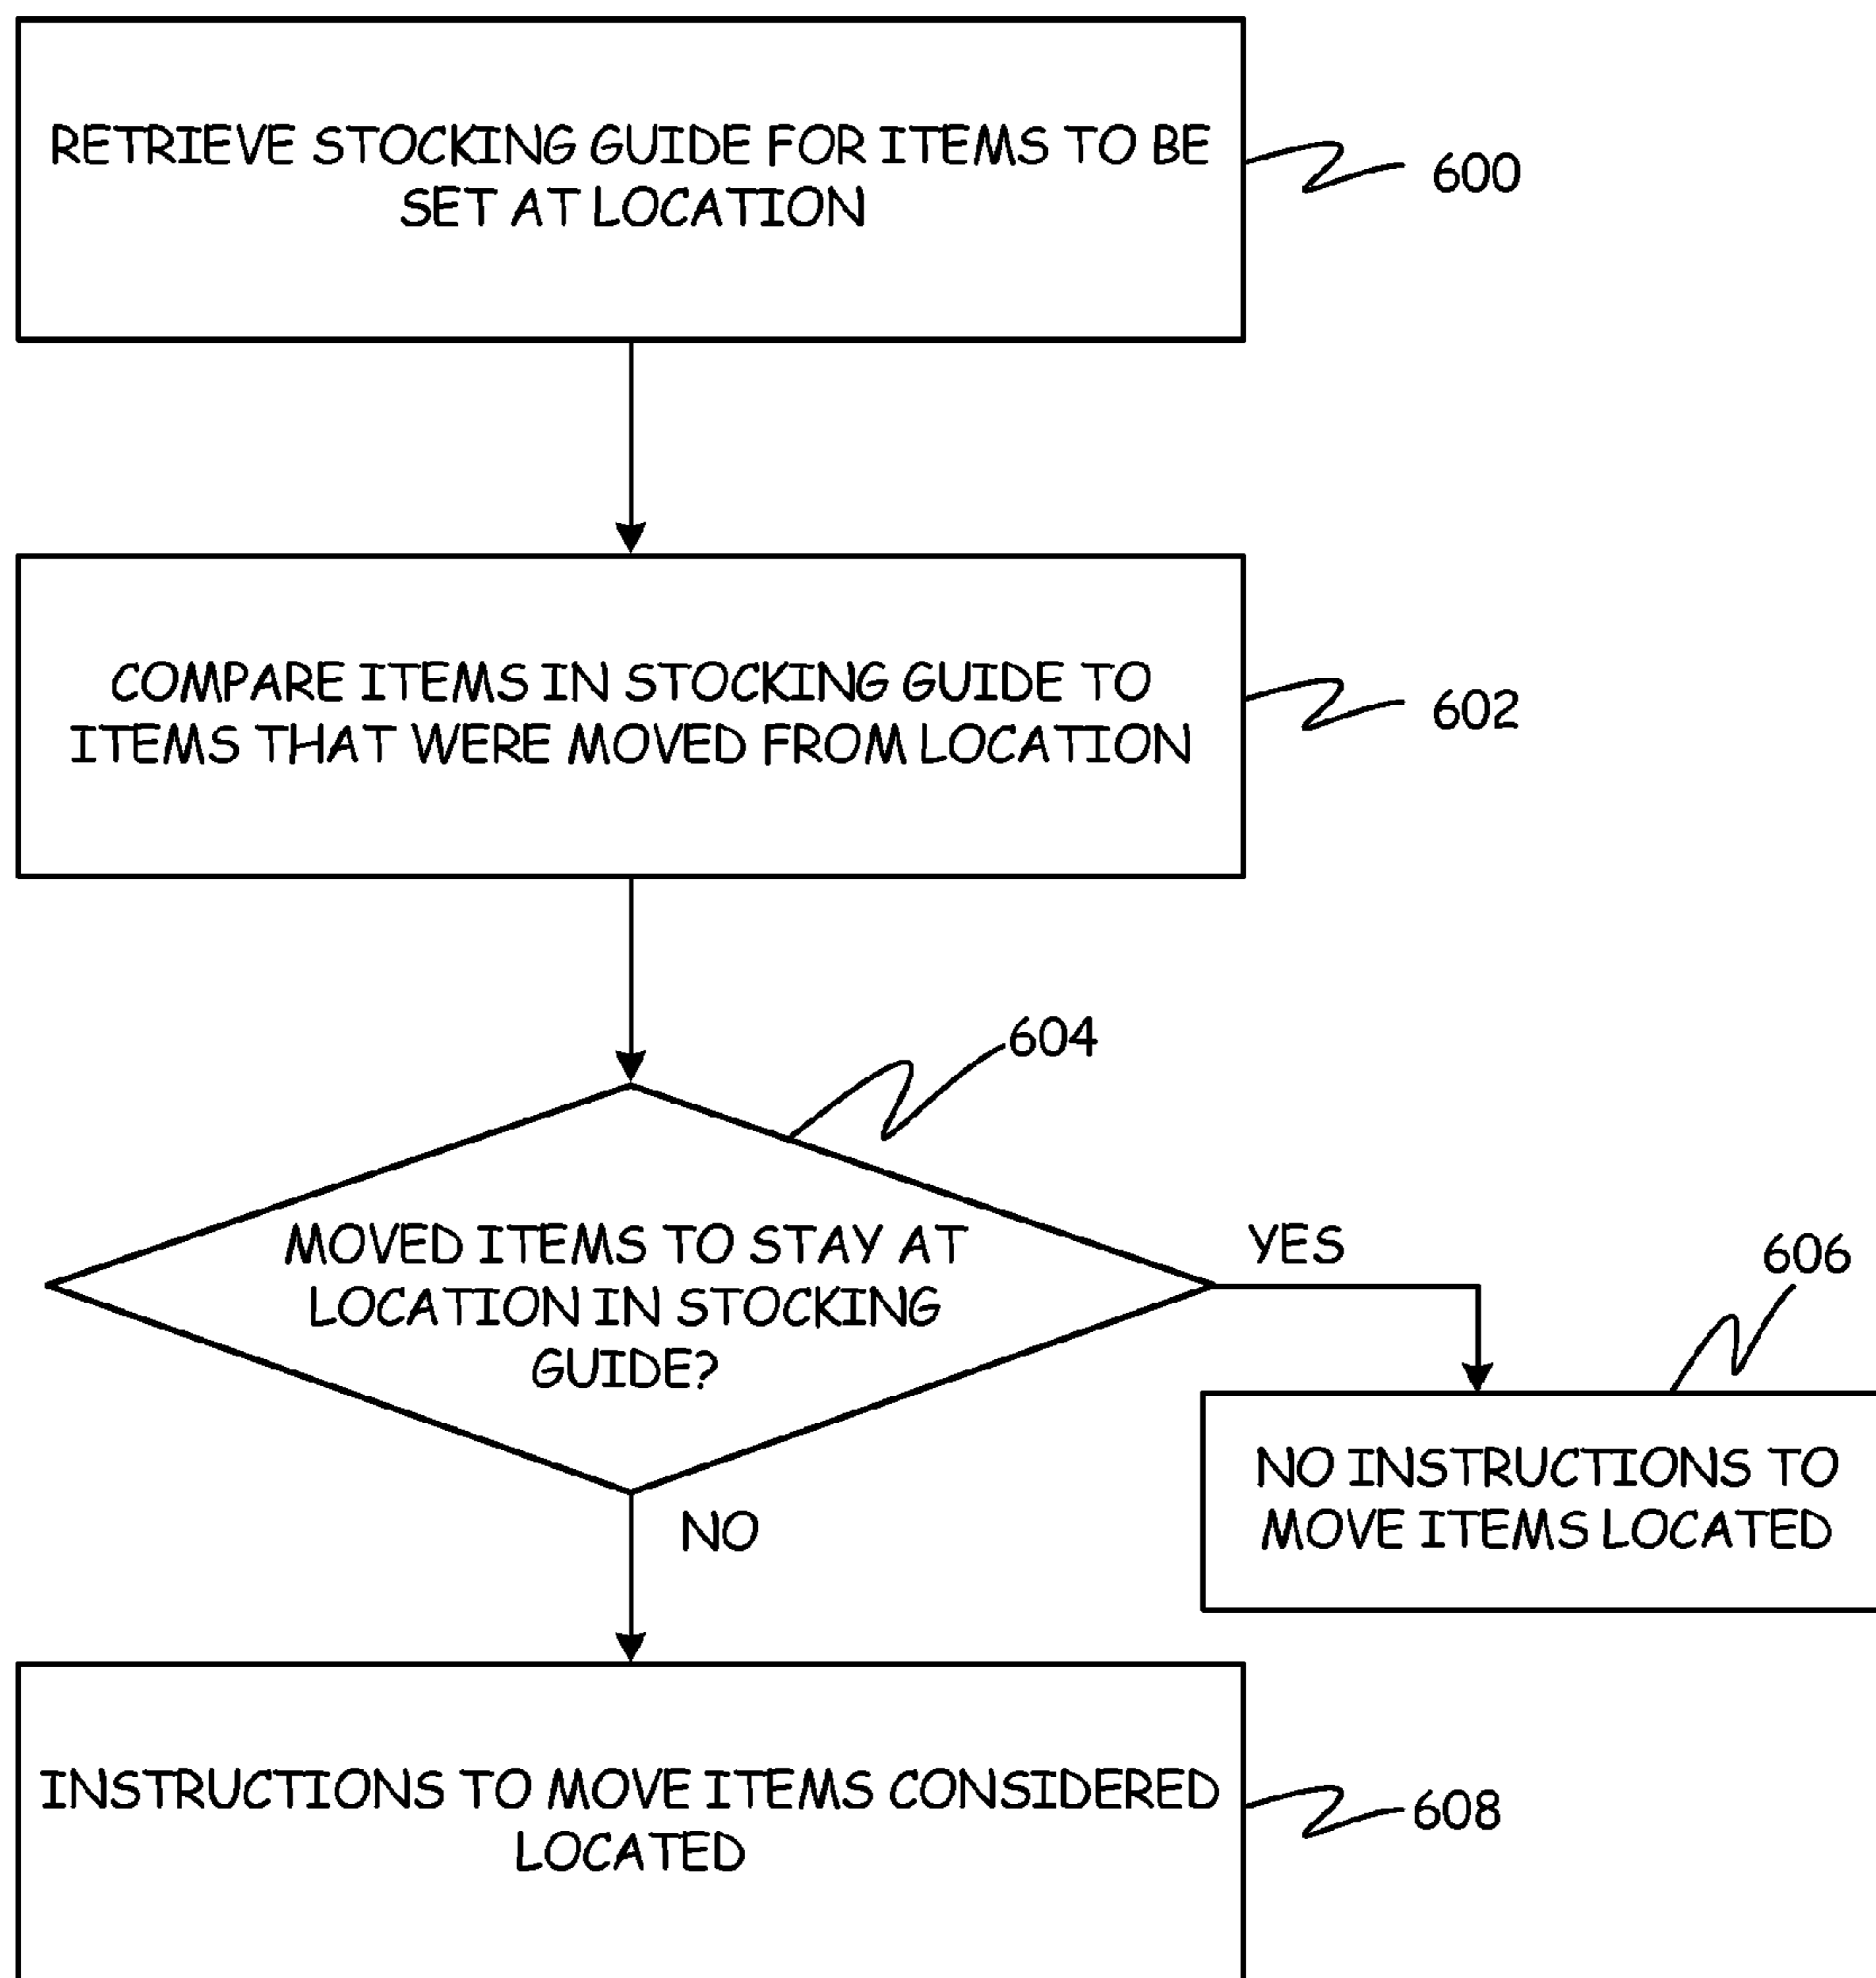 RETRIEVE STOCKING GUIDE FOR ITEMS TO BE
SET AT LOCATION
600
COMPARE ITEMS IN STOCKING GUIDE TO
ITEMS THAT WERE MOVED FROM LOCATION
602
604
MOVED ITEMS TO STAY AT
LOCATION IN STOCKING
GUIDE?
YES
606
NO INSTRUCTIONS TO
MOVE ITEMS LOCATED
NO
INSTRUCTIONS TO MOVE ITEMS CONSIDERED
LOCATED
608